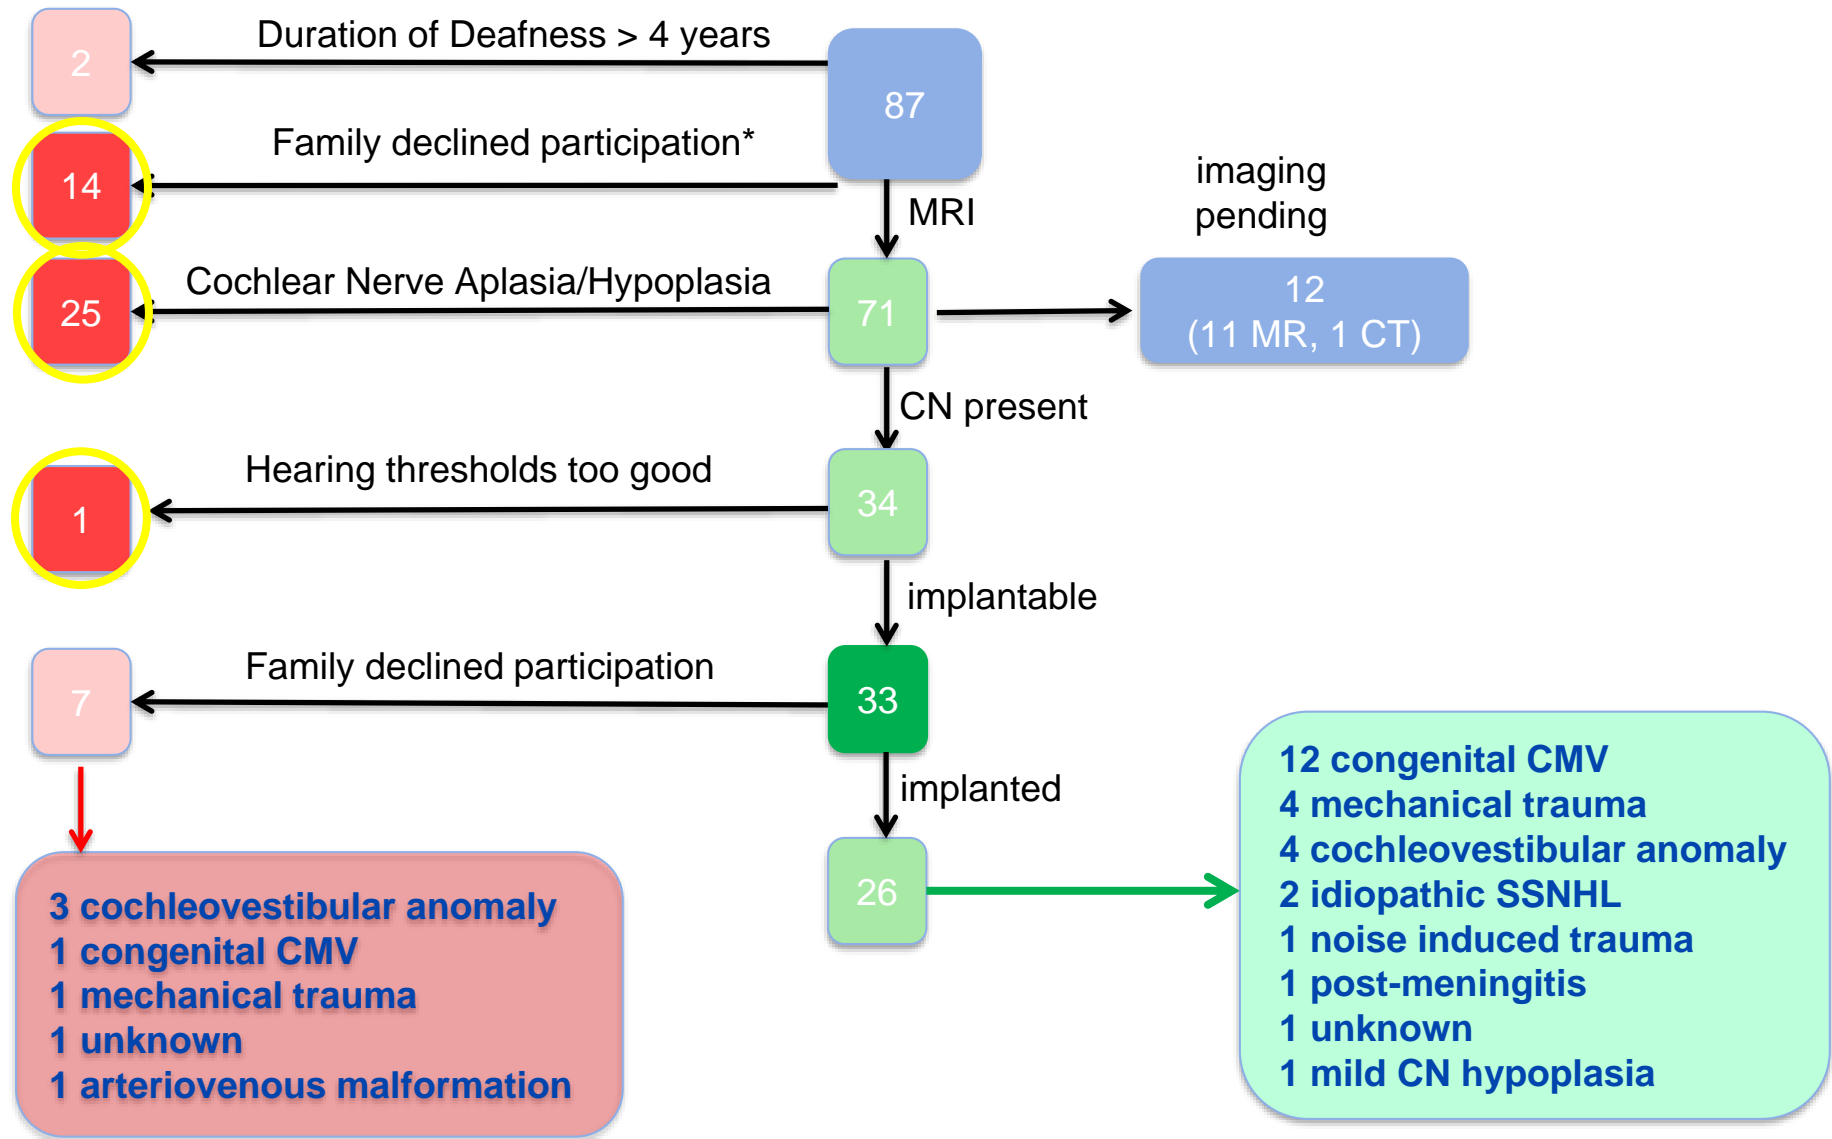 2
Duration of Deafness > 4 years
87
14
Family declined participation*
MRI
imaging
pending
25
Cochlear Nerve Aplasia/Hypoplasia
71
12
(11 MR, 1 CT)
CN present
1
Hearing thresholds too good
34
implantable
7
Family declined participation
33
implanted
26
3 cochleovestibular anomaly
1 congenital CMV
1 mechanical trauma
1 unknown
1 arteriovenous malformation
12 congenital CMV
4 mechanical trauma
4 cochleovestibular anomaly
2 idiopathic SSNHL
1 noise induced trauma
1 post-meningitis
1 unknown
1 mild CN hypoplasia